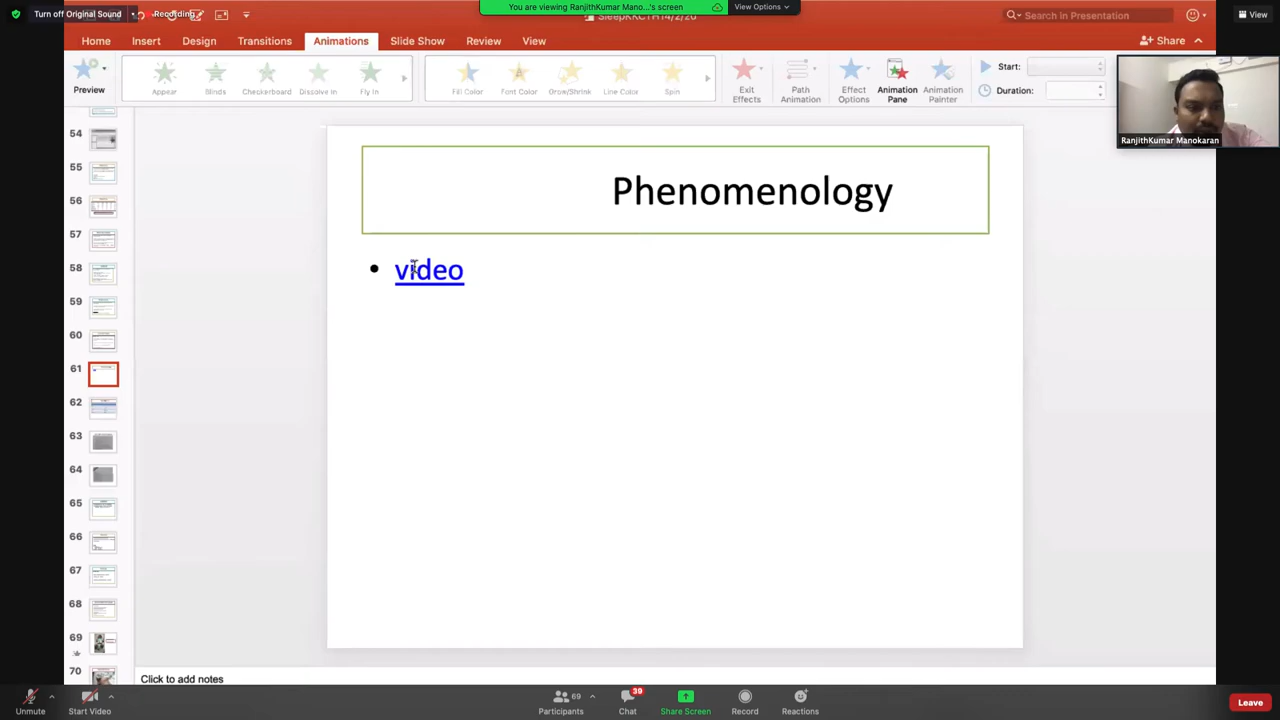 Turn off Original Sound
Recording
You are viewing RanjithKumar Mano...'s screen
View Options
View
Search in Presentation
Home Insert Design Transitions Animations Slide Show Review View
Share
Preview
Appear Blinds Checkerboard Dissolve In Fly In
Fill Color Font Color Grow/Shrink Line Color Spin
Exit Effects
Path Animation
Effect Options
Animation Pane
Animation Painter
Start:
Duration:
RanjithKumar Manokaran
54
55
56
57
58
59
60
61
62
63
64
65
66
67
68
69
70
Phenomenology
• video
Click to add notes
Unmute
Start Video
Participants 69
Chat 39
Share Screen
Record
Reactions
Leave